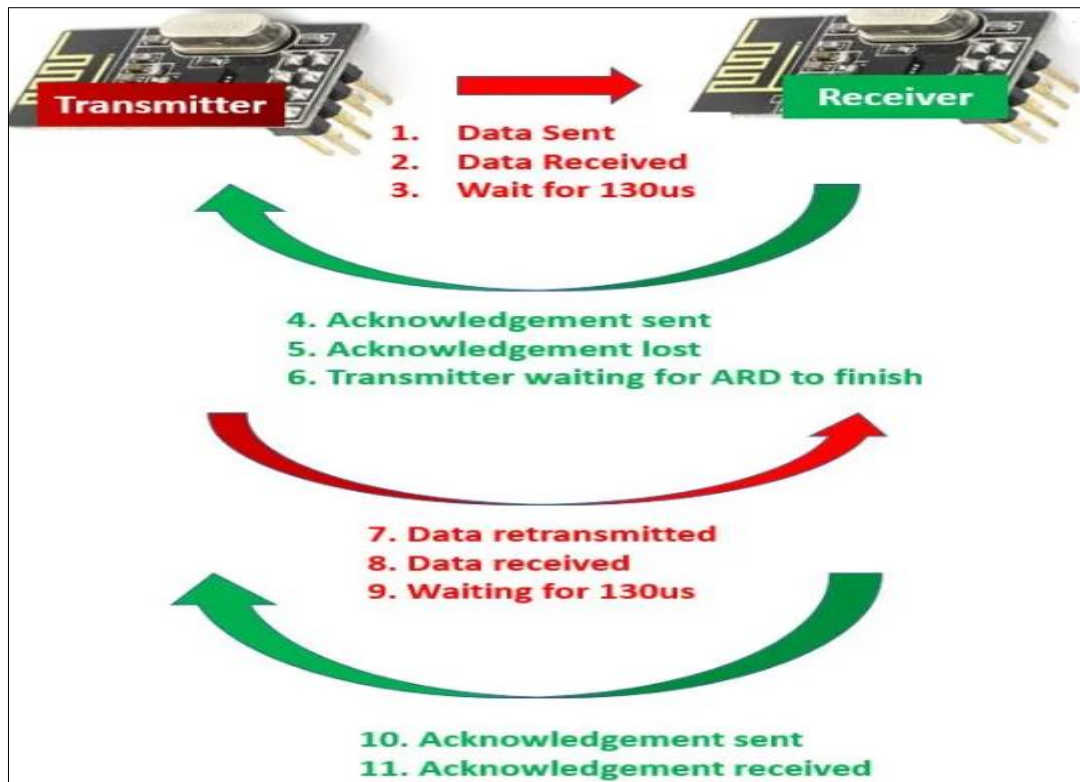 Transmitter
Receiver
1. Data Sent
2. Data Received
3. Wait for 130us
4. Acknowledgement sent
5. Acknowledgement lost
6. Transmitter waiting for ARD to finish
7. Data retransmitted
8. Data received
9. Waiting for 130us
10. Acknowledgement sent
11. Acknowledgement received